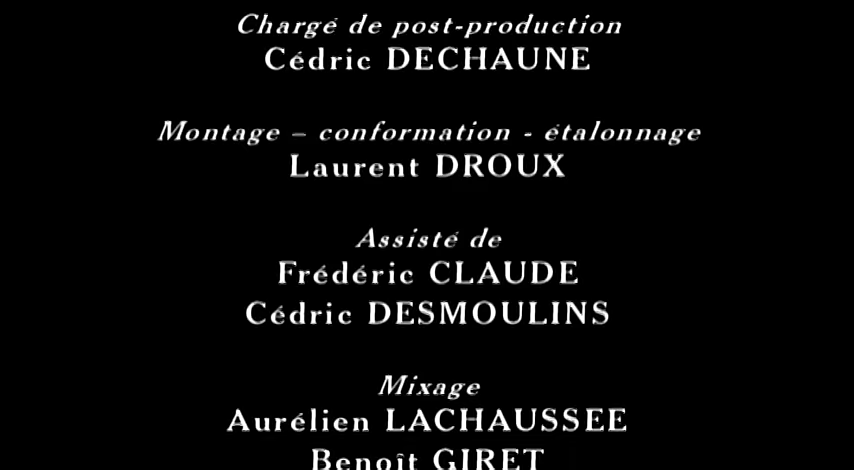 Chargé de post-production
Cédric DECHAUNE
Montage – conformation - étalonnage
Laurent DROUX
Assisté de
Frédéric CLAUDE
Cédric DESMOULINS
Mixage
Aurélien LACHAUSSEE
Benoît GIRET